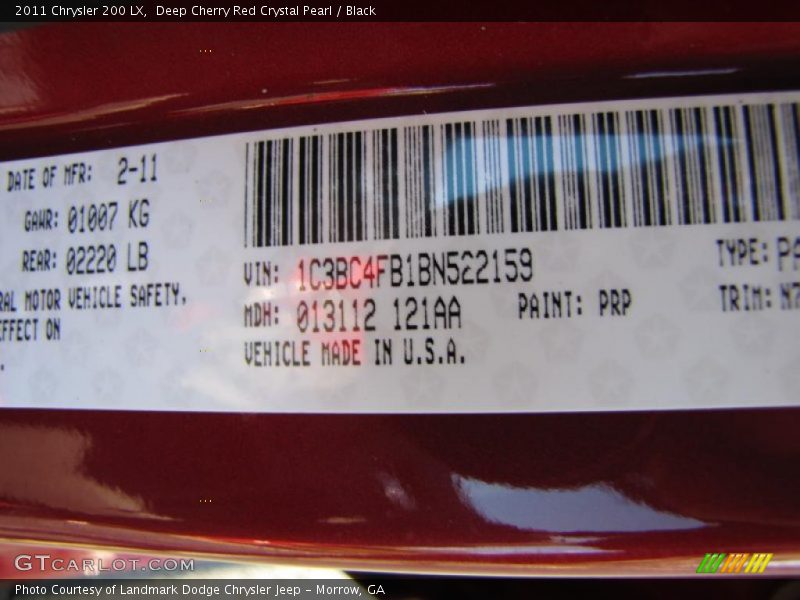 2011 Chrysler 200 LX,  Deep Cherry Red Crystal Pearl / Black
DATE OF MFR: 2-11
GAWR: 01007 KG
REAR: 02220 LB
RAL MOTOR VEHICLE SAFETY,
EFFECT ON
VIN: 1C3BC4FB1BN522159
MDH: 013112 121AA
PAINT: PRP
VEHICLE MADE IN U.S.A.
TYPE: PA
TRIM: N7
GTCARLOT.COM
Photo Courtesy of Landmark Dodge Chrysler Jeep - Morrow, GA